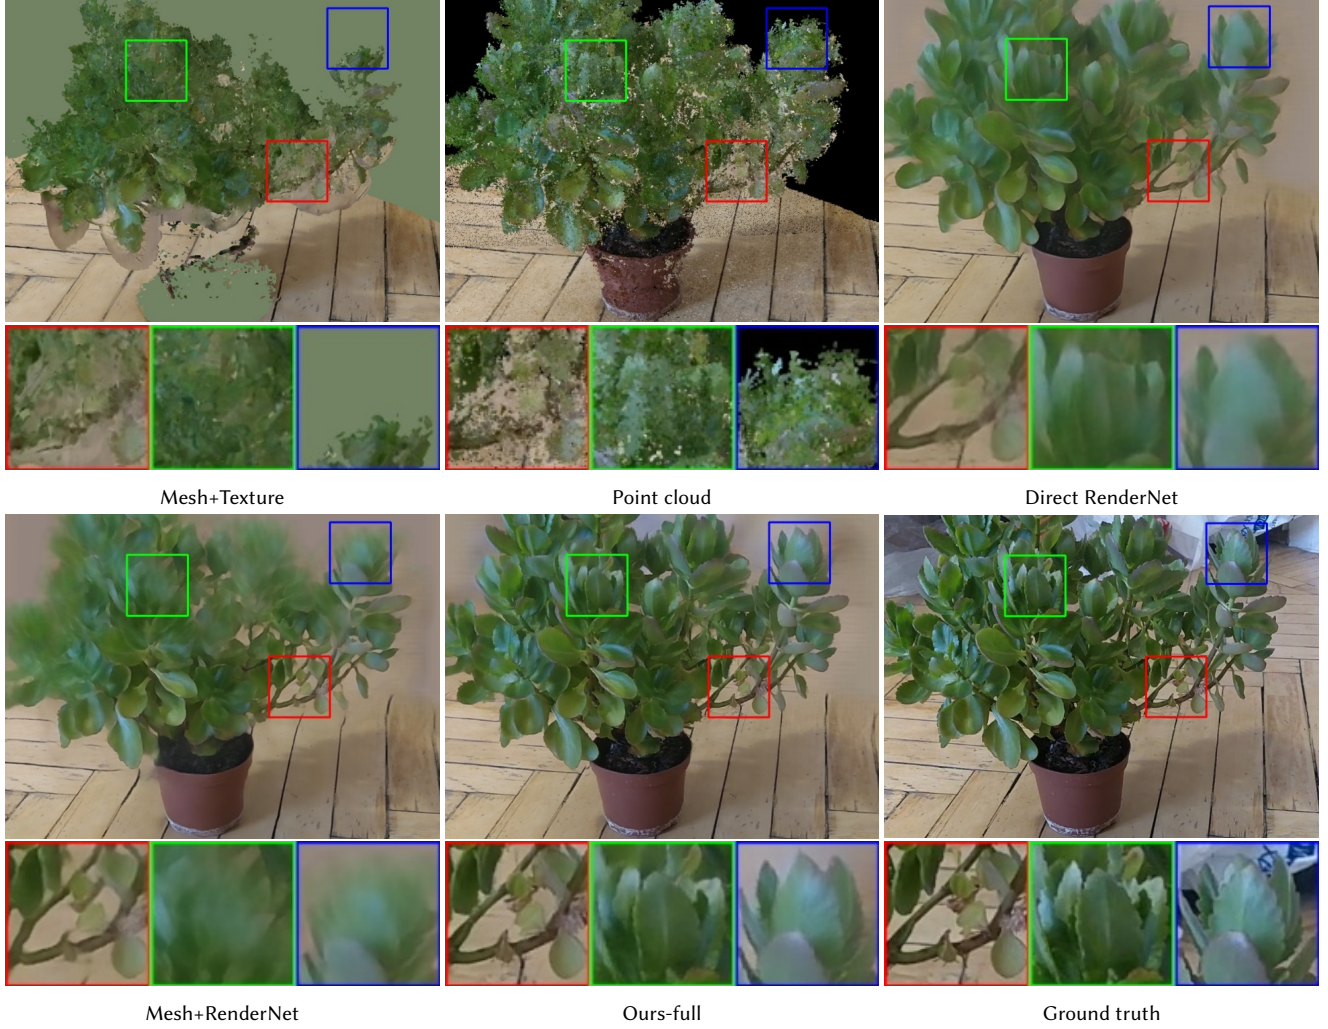 Mesh+Texture
Point cloud
Direct RenderNet
Mesh+RenderNet
Ours-full
Ground truth